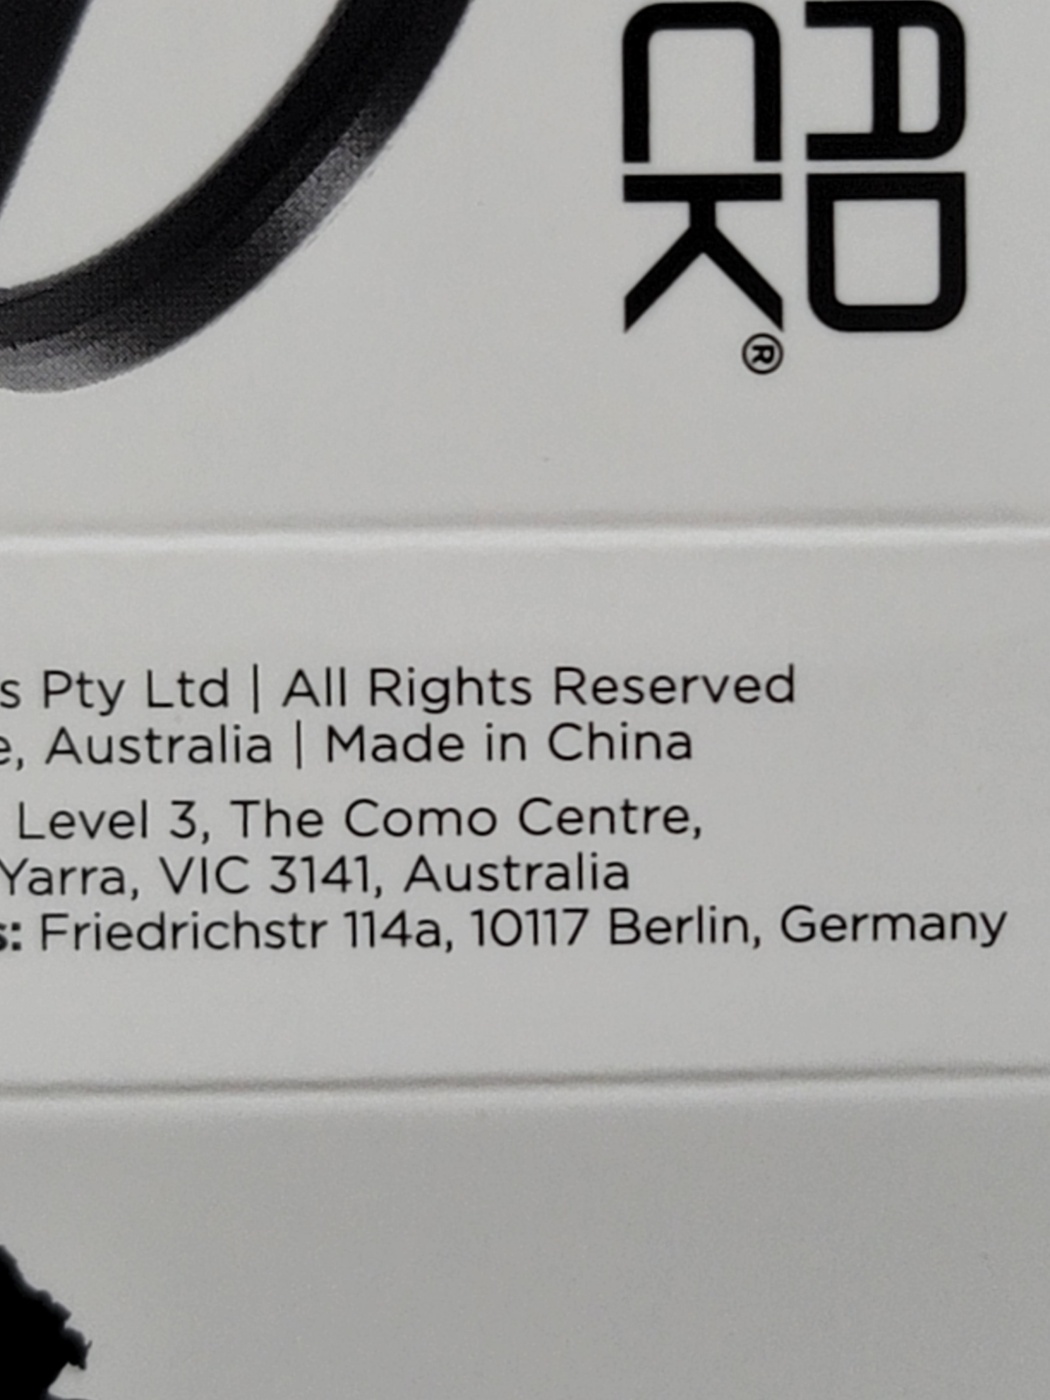 AD
CK®
s Pty Ltd | All Rights Reserved
e, Australia | Made in China
Level 3, The Como Centre,
Yarra, VIC 3141, Australia
s: Friedrichstr 114a, 10117 Berlin, Germany